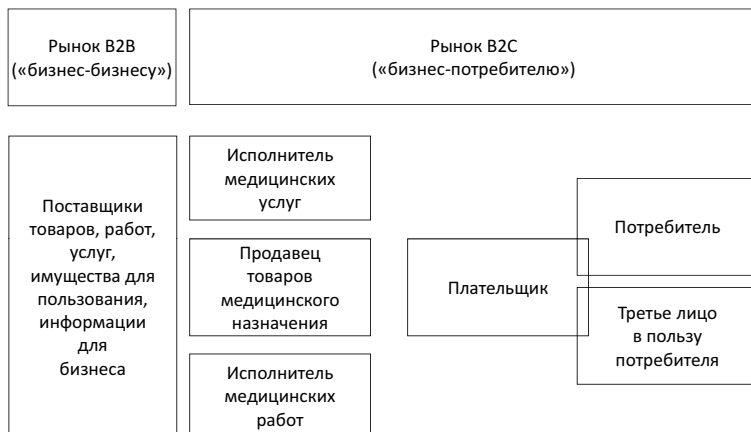 Рынок B2B
(«бизнес-бизнесу»)
Рынок B2C
(«бизнес-потребителю»)
Поставщики
товаров, работ,
услуг,
имущества для
пользования,
информации
для
бизнеса
Исполнитель
медицинских
услуг
Продавец
товаров
медицинского
назначения
Исполнитель
медицинских
работ
Плательщик
Потребитель
Третье лицо
в пользу
потребителя